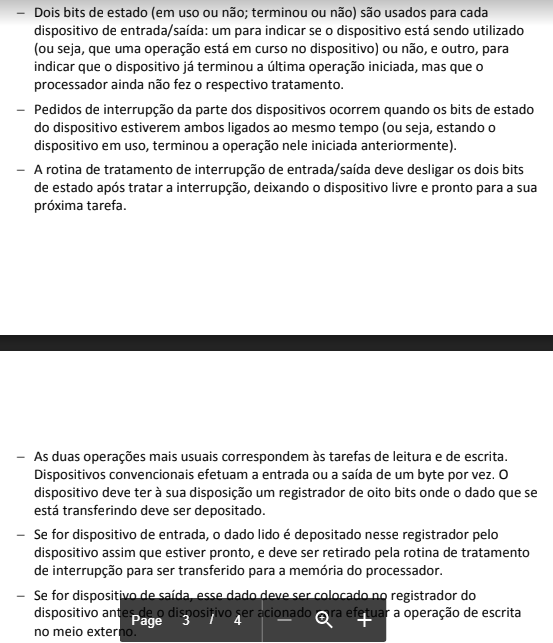 – Dois bits de estado (em uso ou não; terminou ou não) são usados para cada
dispositivo de entrada/saída: um para indicar se o dispositivo está sendo utilizado
(ou seja, que uma operação está em curso no dispositivo) ou não, e outro, para
indicar que o dispositivo já terminou a última operação iniciada, mas que o
processador ainda não fez o respectivo tratamento.
– Pedidos de interrupção da parte dos dispositivos ocorrem quando os bits de estado
do dispositivo estiverem ambos ligados ao mesmo tempo (ou seja, estando o
dispositivo em uso, terminou a operação nele iniciada anteriormente).
– A rotina de tratamento de interrupção de entrada/saída deve desligar os dois bits
de estado após tratar a interrupção, deixando o dispositivo livre e pronto para a sua
próxima tarefa.
– As duas operações mais usuais correspondem às tarefas de leitura e de escrita.
Dispositivos convencionais efetuam a entrada ou a saída de um byte por vez. O
dispositivo deve ter à sua disposição um registrador de oito bits onde o dado que se
está transferindo deve ser depositado.
– Se for dispositivo de entrada, o dado lido é depositado nesse registrador pelo
dispositivo assim que estiver pronto, e deve ser retirado pela rotina de tratamento
de interrupção para ser transferido para a memória do processador.
– Se for dispositivo de saída, esse dado deve ser colocado no registrador do
dispositivo antes de o dispositivo ser acionado para efetuar a operação de escrita
no meio externo.
Page 3 / 4